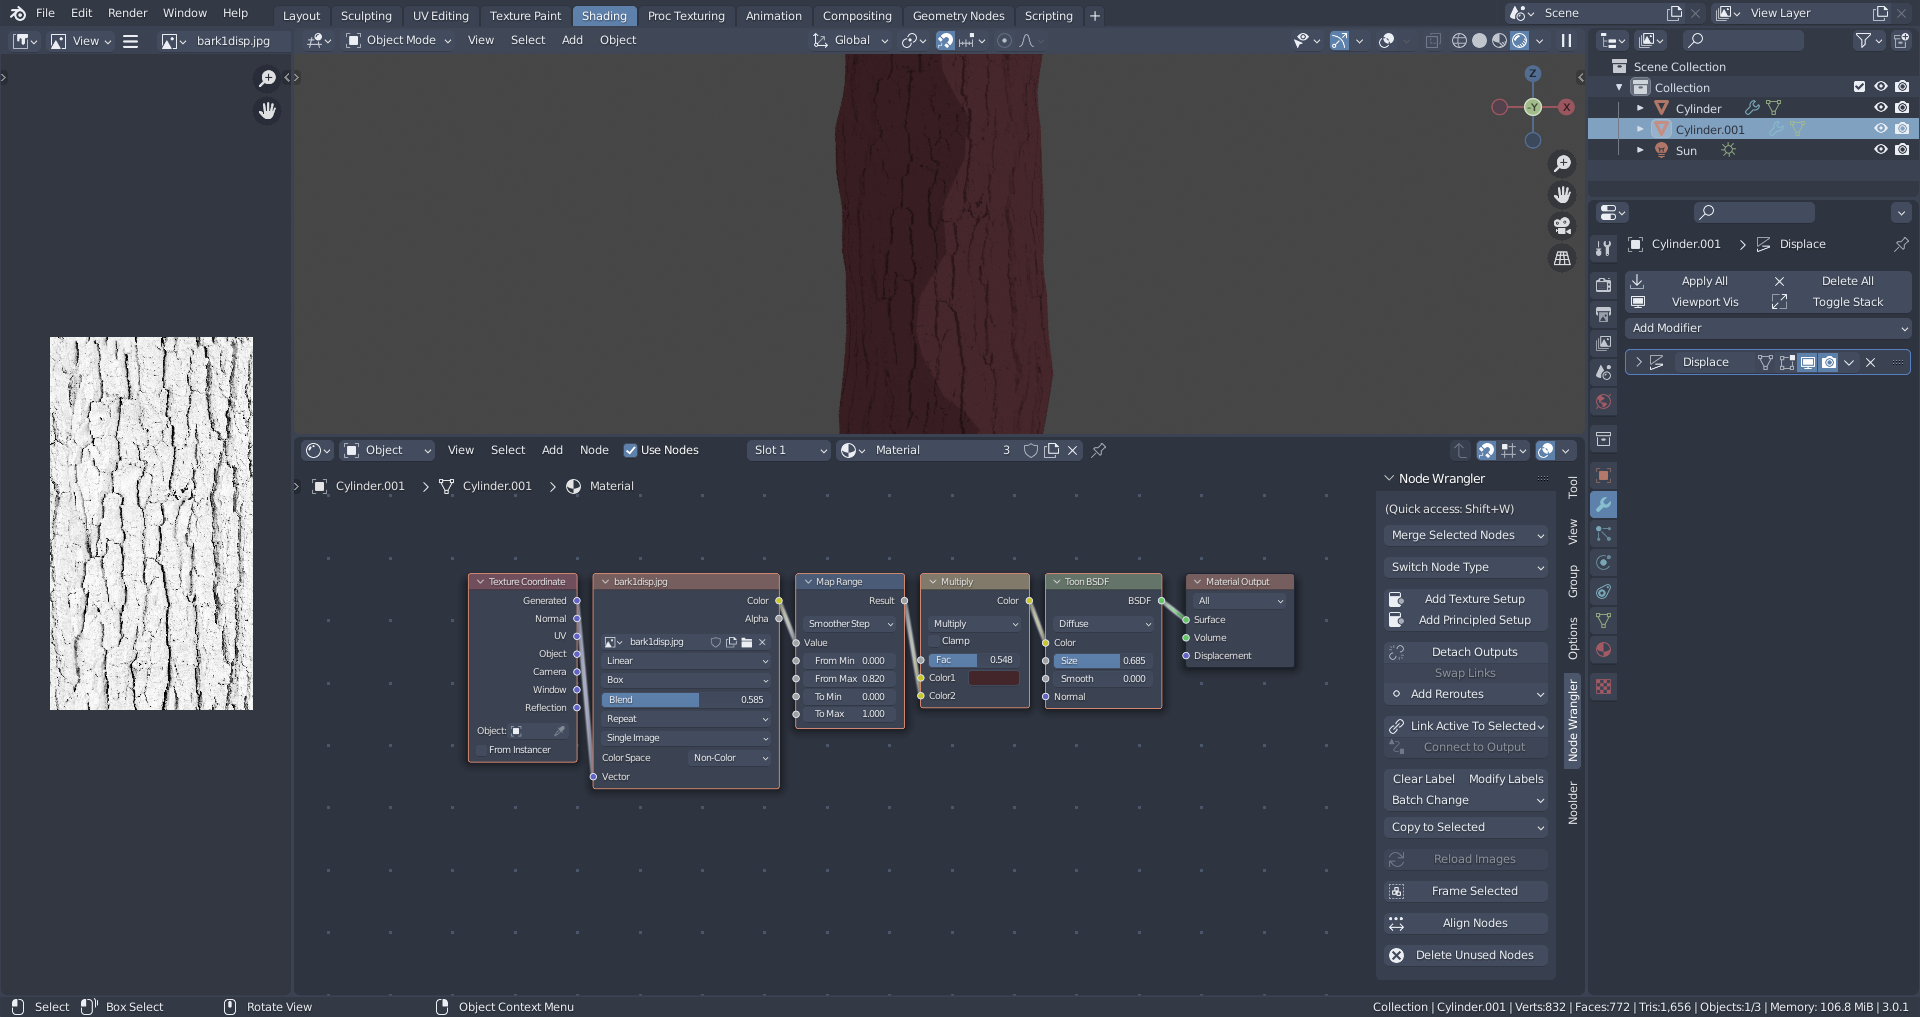 File Edit Render Window Help
Layout Sculpting UV Editing Texture Paint Shading Proc Texturing Animation Compositing Geometry Nodes Scripting +
Scene View Layer
View bark1disp.jpg
Object Mode View Select Add Object Global
Z
-Y
X
Scene Collection
Collection
Cylinder
Cylinder.001
Sun
Cylinder.001 > Displace
Apply All Delete All
Viewport Vis Toggle Stack
Add Modifier
Displace
Object View Select Add Node Use Nodes Slot 1 Material 3
Cylinder.001 > Cylinder.001 > Material
Texture Coordinate
Generated
Normal
UV
Object
Camera
Window
Reflection
Object:
From Instancer
bark1disp.jpg
Color
Alpha
bark1disp.jpg
Linear
Box
Blend 0.585
Repeat
Single Image
Color Space Non-Color
Vector
Map Range
Result
Smoother Step
Value
From Min 0.000
From Max 0.820
To Min 0.000
To Max 1.000
Multiply
Color
Multiply
Clamp
Fac 0.548
Color1
Color2
Toon BSDF
BSDF
Diffuse
Color
Size 0.685
Smooth 0.000
Normal
Material Output
All
Surface
Volume
Displacement
Node Wrangler
(Quick access: Shift+W)
Merge Selected Nodes
Switch Node Type
Add Texture Setup
Add Principled Setup
Detach Outputs
Swap Links
Add Reroutes
Link Active To Selected
Connect to Output
Clear Label Modify Labels
Batch Change
Copy to Selected
Reload Images
Frame Selected
Align Nodes
Delete Unused Nodes
Tool
View
Group
Options
Node Wrangler
Noolder
Select Box Select Rotate View Object Context Menu
Collection | Cylinder.001 | Verts:832 | Faces:772 | Tris:1,656 | Objects:1/3 | Memory: 106.8 MiB | 3.0.1